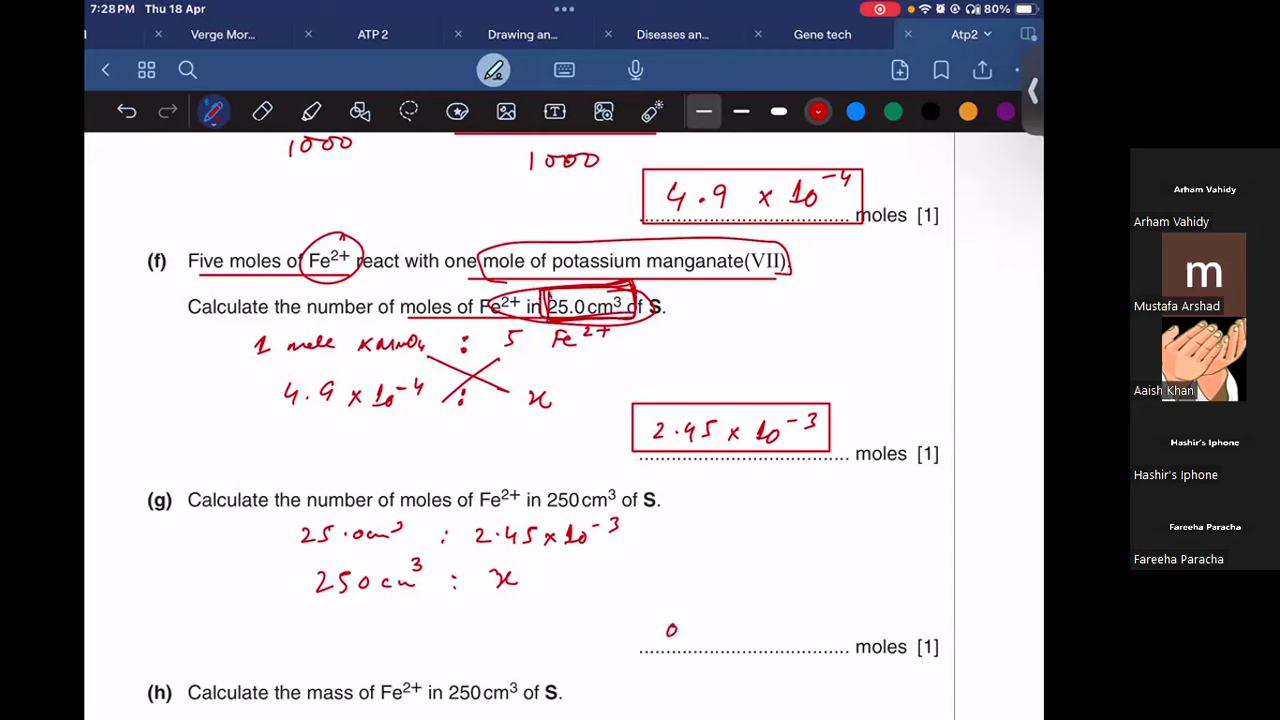 7:28PM Thu 18 Apr
80%
Verge Mor...
ATP 2
Drawing an...
Diseases an...
Gene tech
Atp2
1000
1000
4.9 x 10⁻⁴
moles [1]
(f) Five moles of Fe²⁺ react with one mole of potassium manganate(VII).
Calculate the number of moles of Fe²⁺ in 25.0 cm³ of S.
1 mole KMnO₄ : 5 Fe²⁺
4.9 x 10⁻⁴ : x
2.45 x 10⁻³
moles [1]
(g) Calculate the number of moles of Fe²⁺ in 250 cm³ of S.
25.0cm³ : 2.45 x 10⁻³
250 cm³ : x
0
moles [1]
(h) Calculate the mass of Fe²⁺ in 250 cm³ of S.
Arham Vahidy
Arham Vahidy
m
Mustafa Arshad
Aaish Khan
Hashir's Iphone
Hashir's Iphone
Fareeha Paracha
Fareeha Paracha